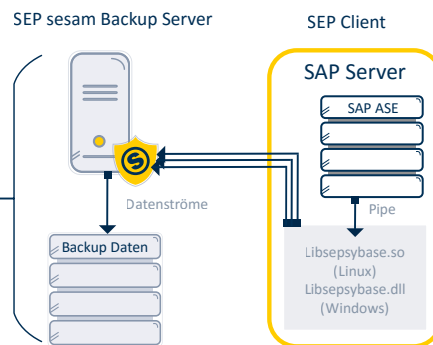 SEP sesam Backup Server
SEP Client
SAP Server
SAP ASE
Datenströme
Pipe
Backup Daten
Libsepsybase.so
(Linux)
Libsepsybase.dll
(Windows)